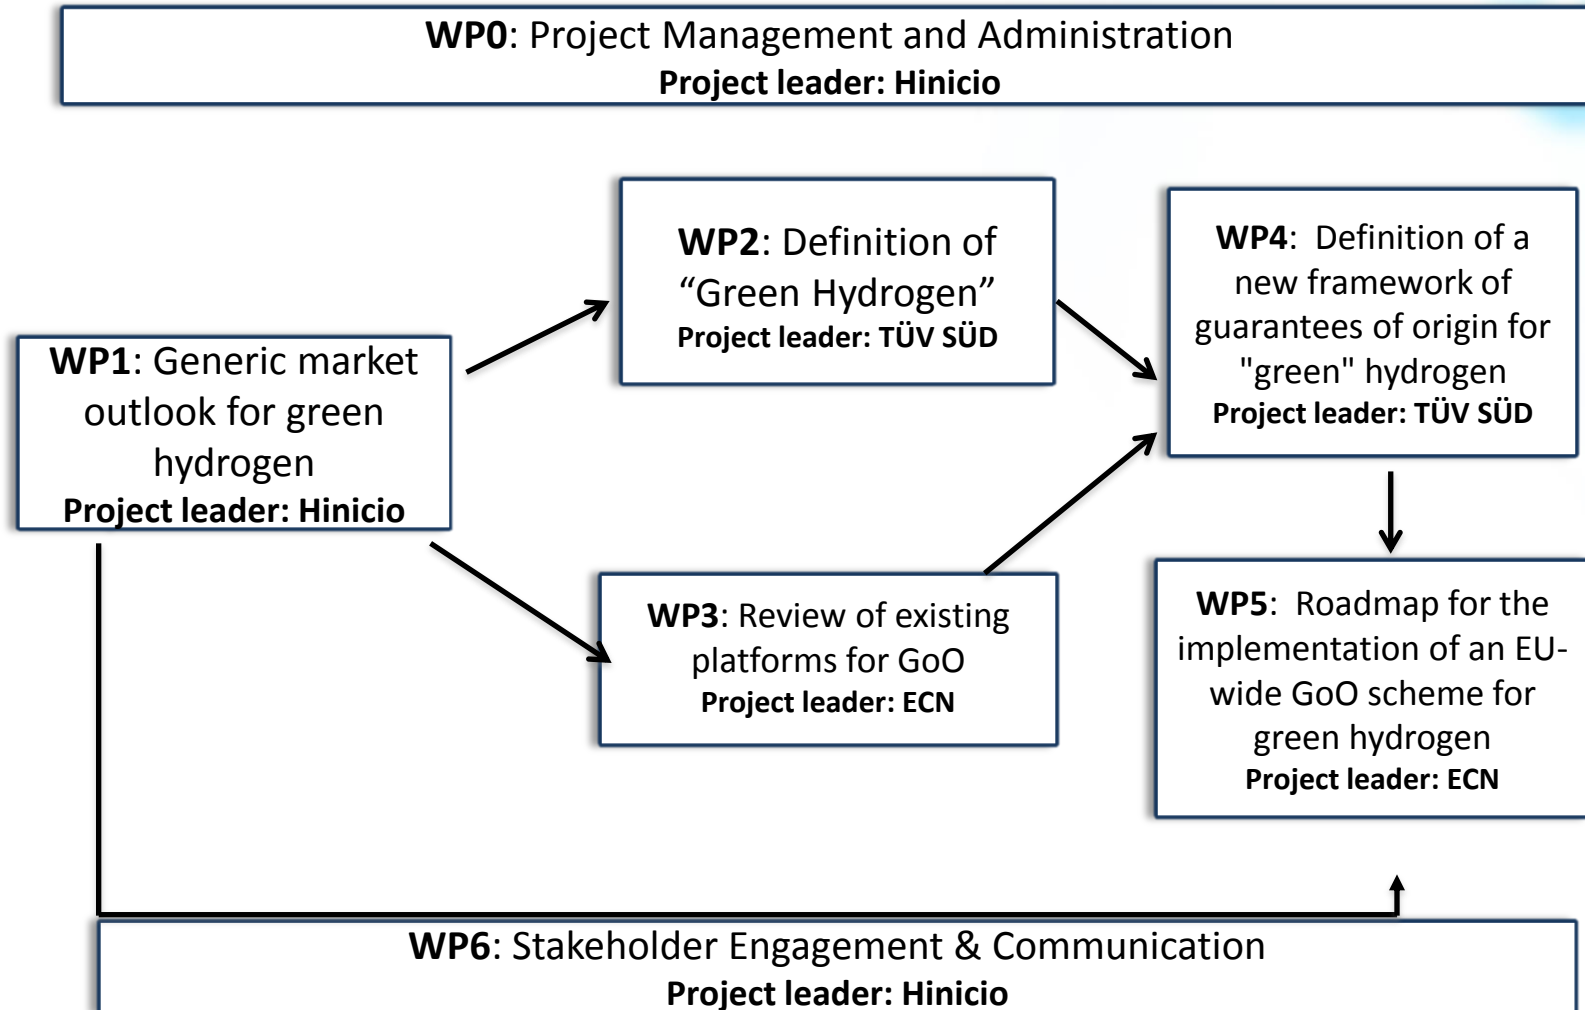 WP0: Project Management and Administration
Project leader: Hinicio
WP2: Definition of
“Green Hydrogen”
Project leader: TÜV SÜD
WP4: Definition of a
new framework of
guarantees of origin for
"green" hydrogen
Project leader: TÜV SÜD
WP1: Generic market
outlook for green
hydrogen
Project leader: Hinicio
WP3: Review of existing
platforms for GoO
Project leader: ECN
WP5: Roadmap for the
implementation of an EU-
wide GoO scheme for
green hydrogen
Project leader: ECN
WP6: Stakeholder Engagement & Communication
Project leader: Hinicio